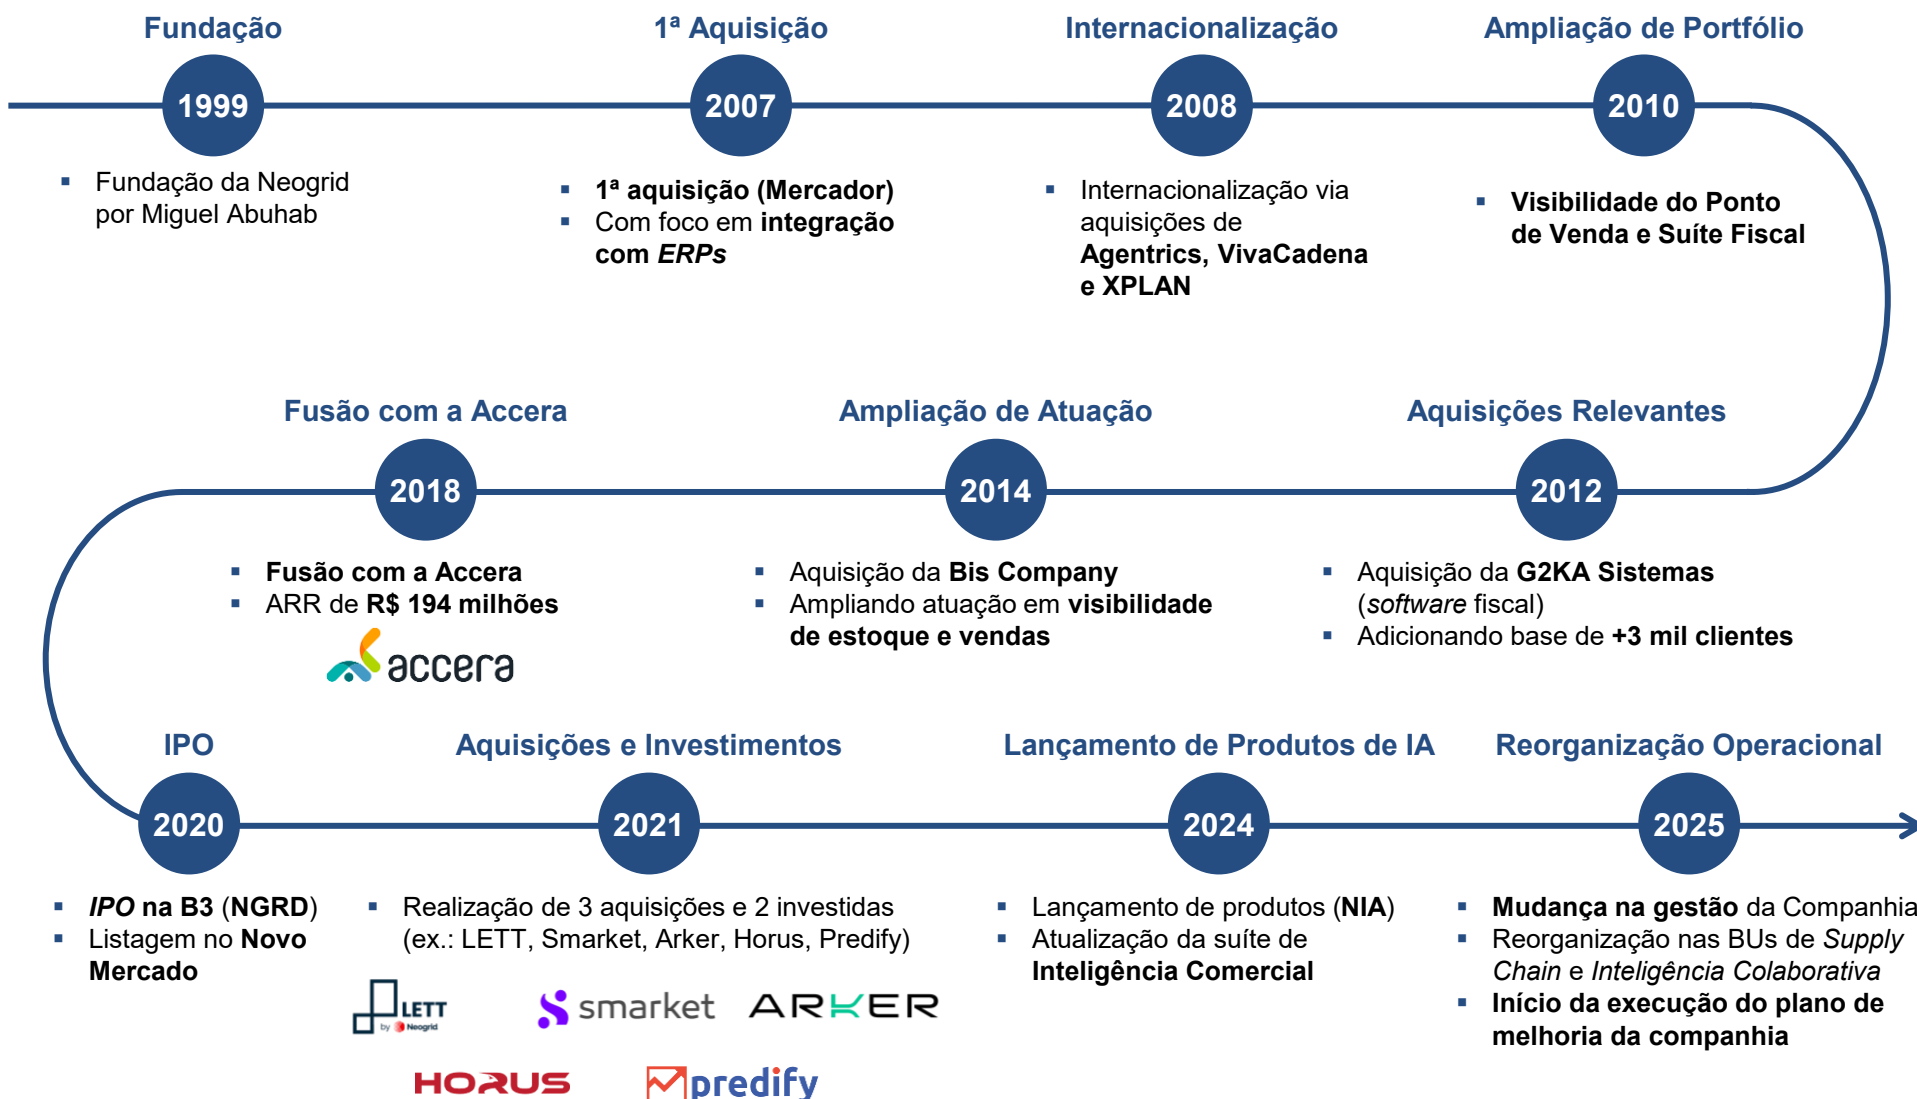 Fundação
1ª Aquisição
Internacionalização
Ampliação de Portfólio
1999
2007
2008
2010
▪ Fundação da Neogrid
por Miguel Abuhab
▪ 1ª aquisição (Mercador)
▪ Com foco em integração
com ERPs
▪ Internacionalização via
aquisições de
Agentrics, VivaCadena
e XPLAN
▪ Visibilidade do Ponto
de Venda e Suíte Fiscal
Fusão com a Accera
Ampliação de Atuação
Aquisições Relevantes
2018
2014
2012
▪ Fusão com a Accera
▪ ARR de R$ 194 milhões
accera
▪ Aquisição da Bis Company
▪ Ampliando atuação em visibilidade
de estoque e vendas
▪ Aquisição da G2KA Sistemas
(software fiscal)
▪ Adicionando base de +3 mil clientes
IPO
Aquisições e Investimentos
Lançamento de Produtos de IA
Reorganização Operacional
2020
2021
2024
2025
▪ IPO na B3 (NGRD)
▪ Listagem no Novo
Mercado
▪ Realização de 3 aquisições e 2 investidas
(ex.: LETT, Smarket, Arker, Horus, Predify)
LETT
by Neogrid
smarket
ARKER
HORUS
predify
▪ Lançamento de produtos (NIA)
▪ Atualização da suíte de
Inteligência Comercial
▪ Mudança na gestão da Companhia
▪ Reorganização nas BUs de Supply
Chain e Inteligência Colaborativa
▪ Início da execução do plano de
melhoria da companhia